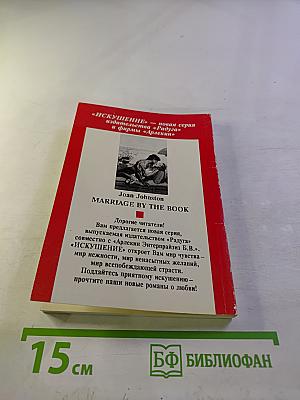 «ИСКУШЕНИЕ» — новая серия
издательства «Радуга»
и фирмы «Арлекин»
Joan Johnston
MARRIAGE BY THE BOOK
Дорогие читатели!
Вам предлагается новая серия,
выпускаемая издательством «Радуга»
совместно с «Арлекин Энтерпрайзиз Б.В.».
«ИСКУШЕНИЕ» откроет Вам мир чувства –
мир нежности, мир ненасытных желаний,
мир всепобеждающей страсти.
Поддайтесь приятному искушению –
прочтите наши новые романы о любви!
15 см
БФ БИБЛИОФАН